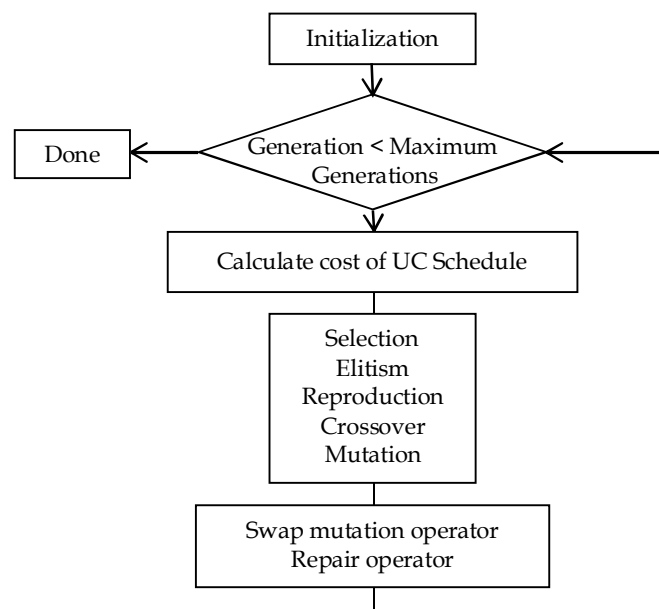 Initialization
Done
Generation < Maximum
Generations
Calculate cost of UC Schedule
Selection
Elitism
Reproduction
Crossover
Mutation
Swap mutation operator
Repair operator